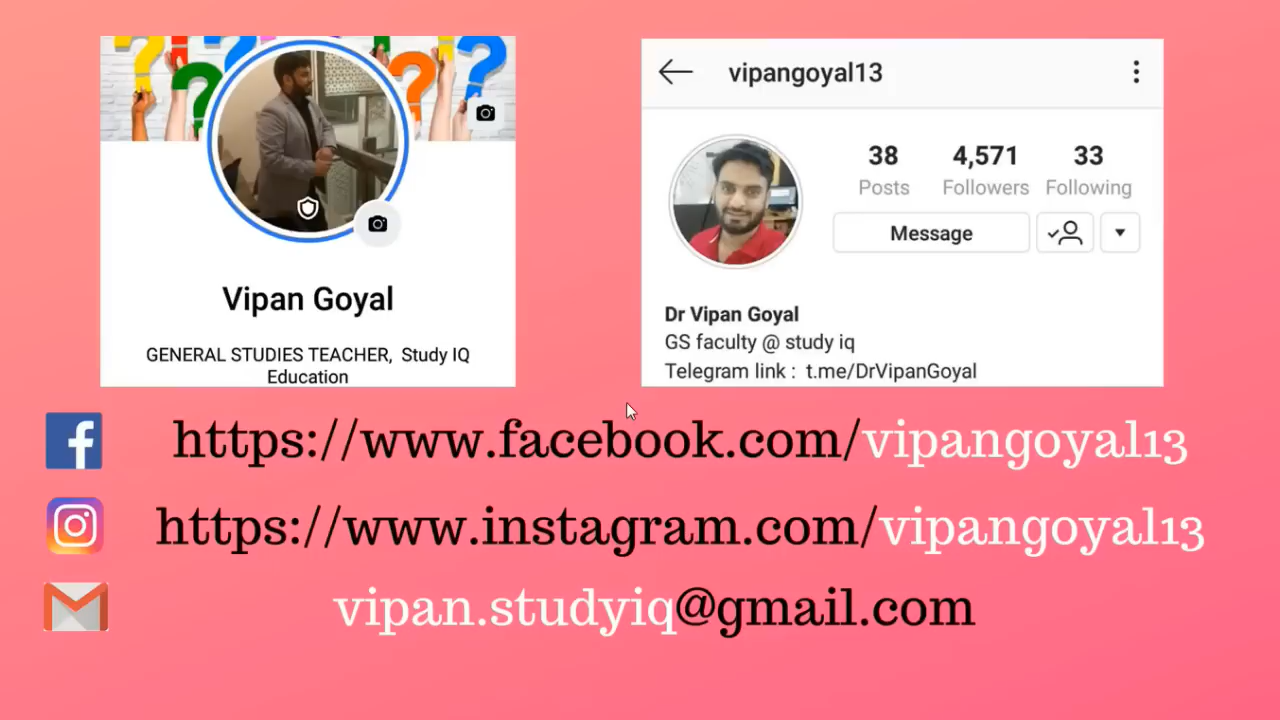 Vipan Goyal
GENERAL STUDIES TEACHER, Study IQ
Education
vipangoyal13
38 4,571 33
Posts Followers Following
Message
Dr Vipan Goyal
GS faculty @ study iq
Telegram link : t.me/DrVipanGoyal
https://www.facebook.com/vipangoyal13
https://www.instagram.com/vipangoyal13
vipan.studyiq@gmail.com